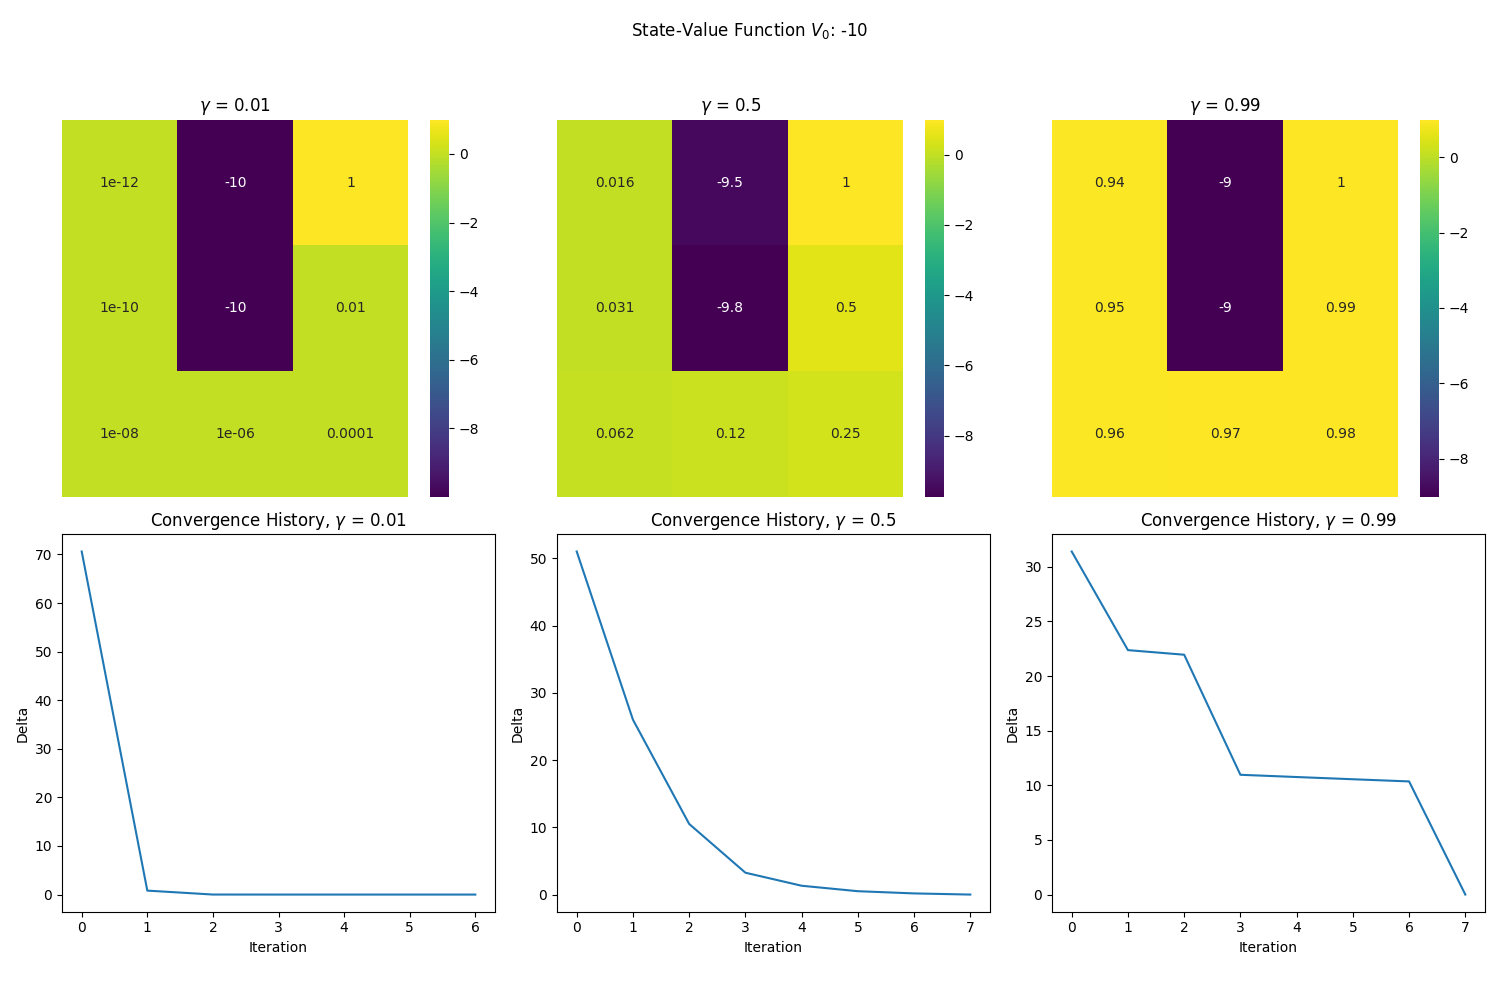 State-Value Function V₀: -10
γ = 0.01
γ = 0.5
γ = 0.99
1e-12 -10 1
1e-10 -10 0.01
1e-08 1e-06 0.0001
0
−2
−4
−6
−8
0.016 -9.5 1
0.031 -9.8 0.5
0.062 0.12 0.25
0
−2
−4
−6
−8
0.94 -9 1
0.95 -9 0.99
0.96 0.97 0.98
0
−2
−4
−6
−8
Convergence History, γ = 0.01
70
60
50
40
30
20
10
0
Delta
0 1 2 3 4 5 6
Iteration
Convergence History, γ = 0.5
50
40
30
20
10
0
Delta
0 1 2 3 4 5 6 7
Iteration
Convergence History, γ = 0.99
30
25
20
15
10
5
0
Delta
0 1 2 3 4 5 6 7
Iteration